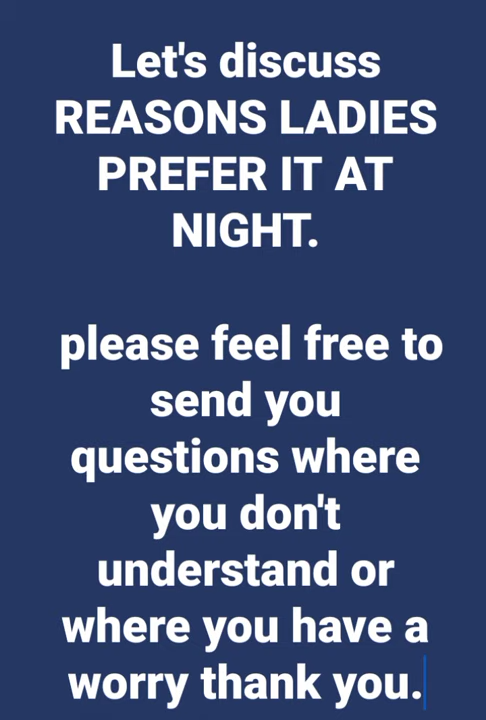 Let's discuss
REASONS LADIES
PREFER IT AT
NIGHT.
please feel free to
send you
questions where
you don't
understand or
where you have a
worry thank you.